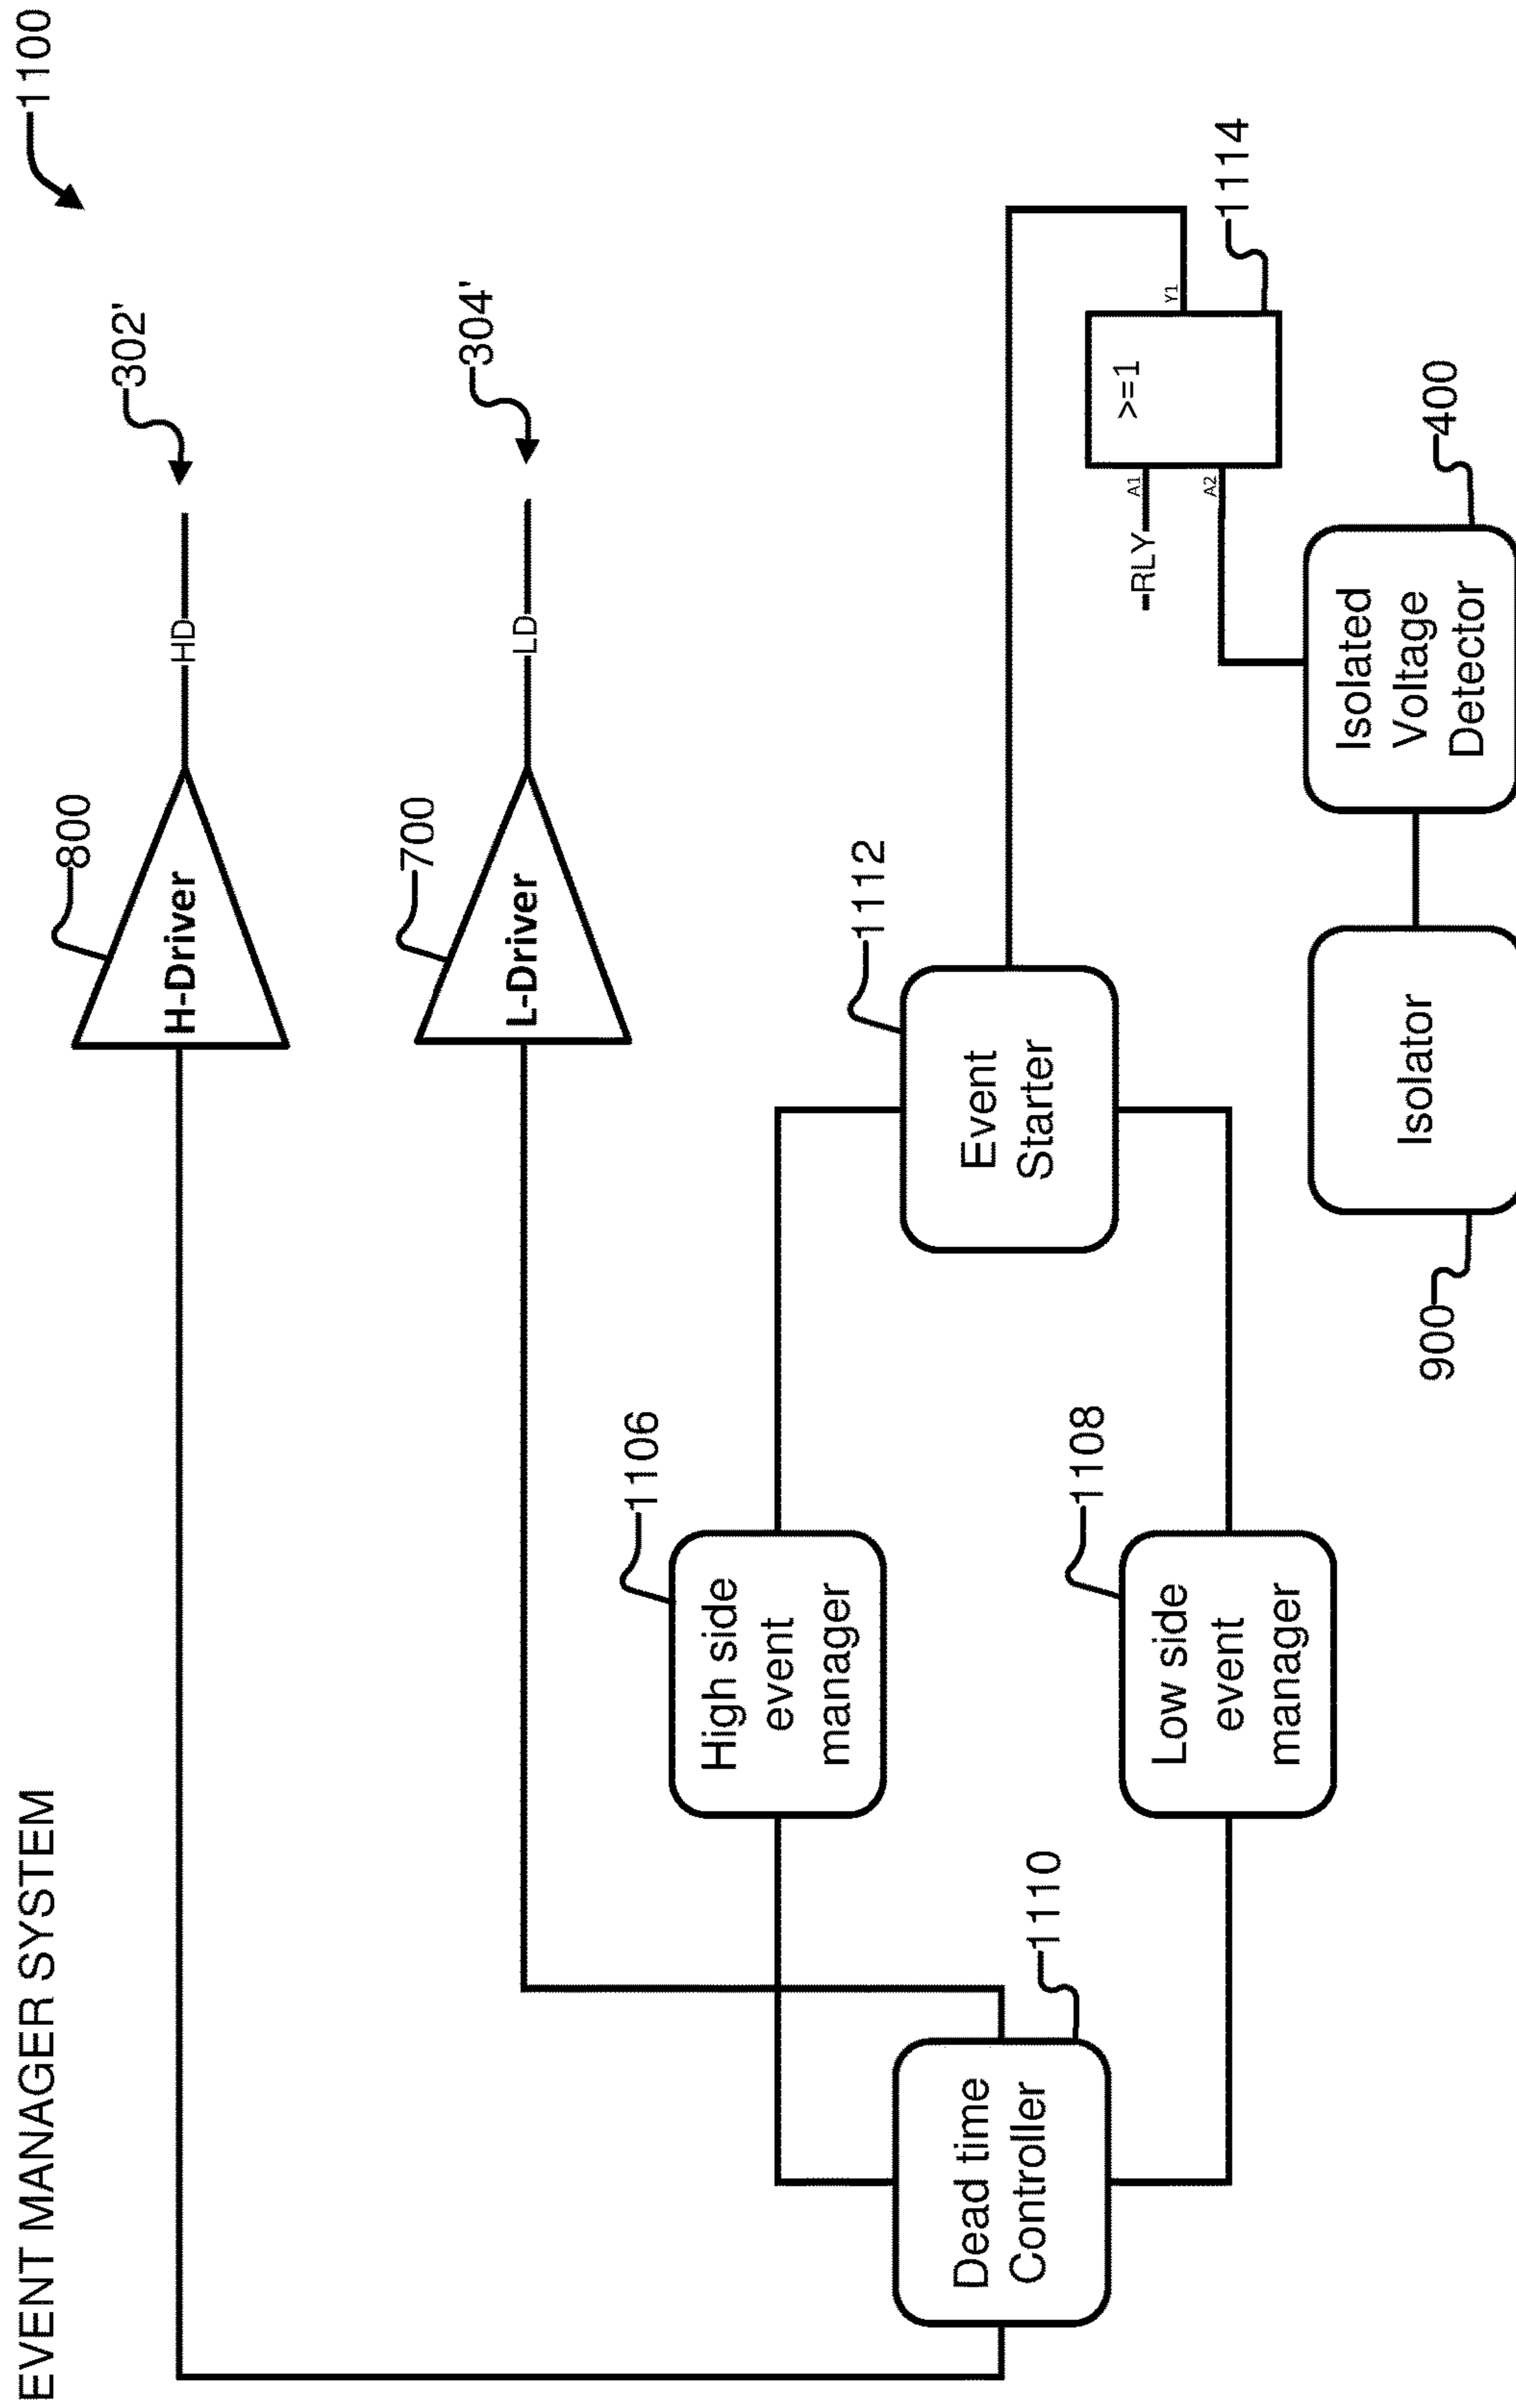 EVENT MANAGER SYSTEM
1100
800
302'
H-Driver
HD
700
304'
L-Driver
LD
1106
High side
event
manager
1112
Event
Starter
1110
Dead time
Controller
1108
Low side
event
manager
RLY
A1
A2
>=1
Y1
1114
900
Isolator
Isolated
Voltage
Detector
400